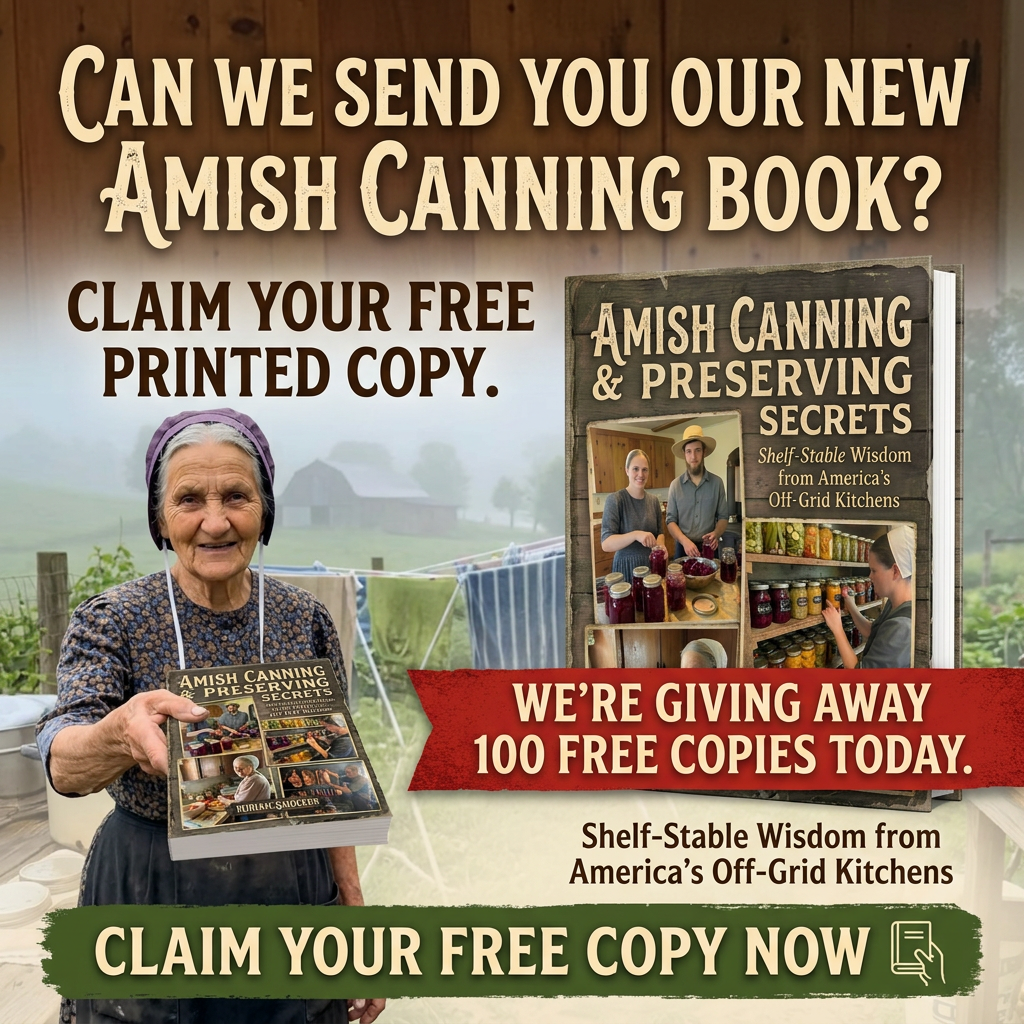 CAN WE SEND YOU OUR NEW
AMISH CANNING BOOK?
CLAIM YOUR FREE
PRINTED COPY.
AMISH CANNING
& PRESERVING
SECRETS
Shelf-Stable Wisdom
from America's
Off-Grid Kitchens
AMISH CANNING
& PRESERVING
SECRETS
WE'RE GIVING AWAY
100 FREE COPIES TODAY.
Shelf-Stable Wisdom from
America's Off-Grid Kitchens
CLAIM YOUR FREE COPY NOW